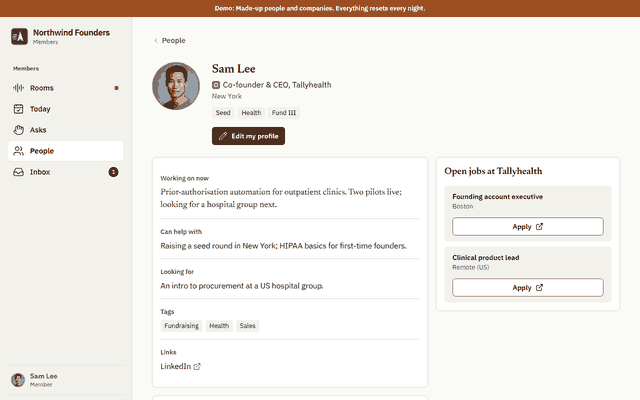 Demo: Made-up people and companies. Everything resets every night.
Northwind Founders
Members
Members
Rooms
Today
Asks
People
Inbox
1
Sam Lee
Member
People
Sam Lee
Co-founder & CEO, Tallyhealth
New York
Seed
Health
Fund III
Edit my profile
Working on now
Prior-authorisation automation for outpatient clinics. Two pilots live;
looking for a hospital group next.
Can help with
Raising a seed round in New York; HIPAA basics for first-time founders.
Looking for
An intro to procurement at a US hospital group.
Tags
Fundraising
Health
Sales
Links
LinkedIn
Open jobs at Tallyhealth
Founding account executive
Boston
Apply
Clinical product lead
Remote (US)
Apply